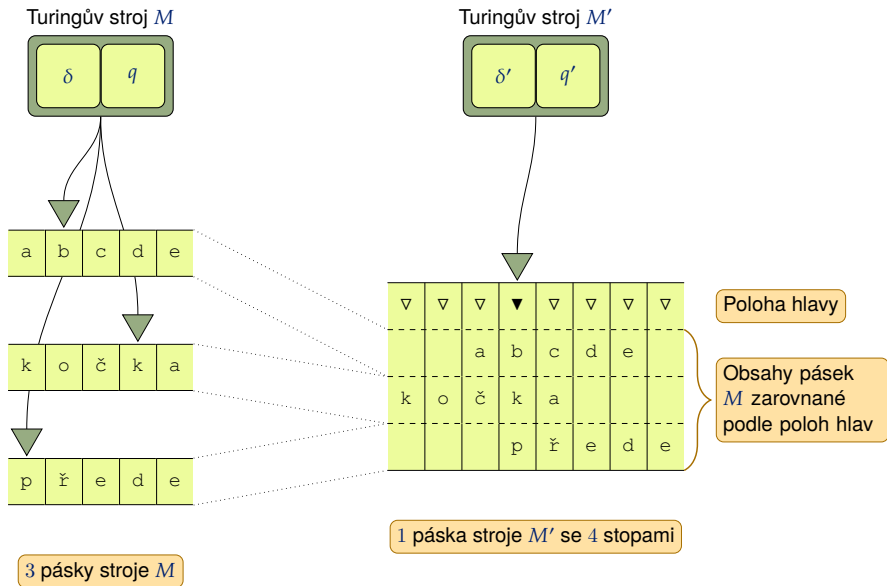 Turingův stroj M
Turingův stroj M′
δ q
δ′ q′
a b c d e
k o č k a
p ř e d e
∇ ∇ ∇ ▼ ∇ ∇ ∇ ∇
a b c d e
k o č k a
p ř e d e
Poloha hlavy
Obsahy pásek
M zarovnané
podle poloh hlav
1 páska stroje M′ se 4 stopami
3 pásky stroje M